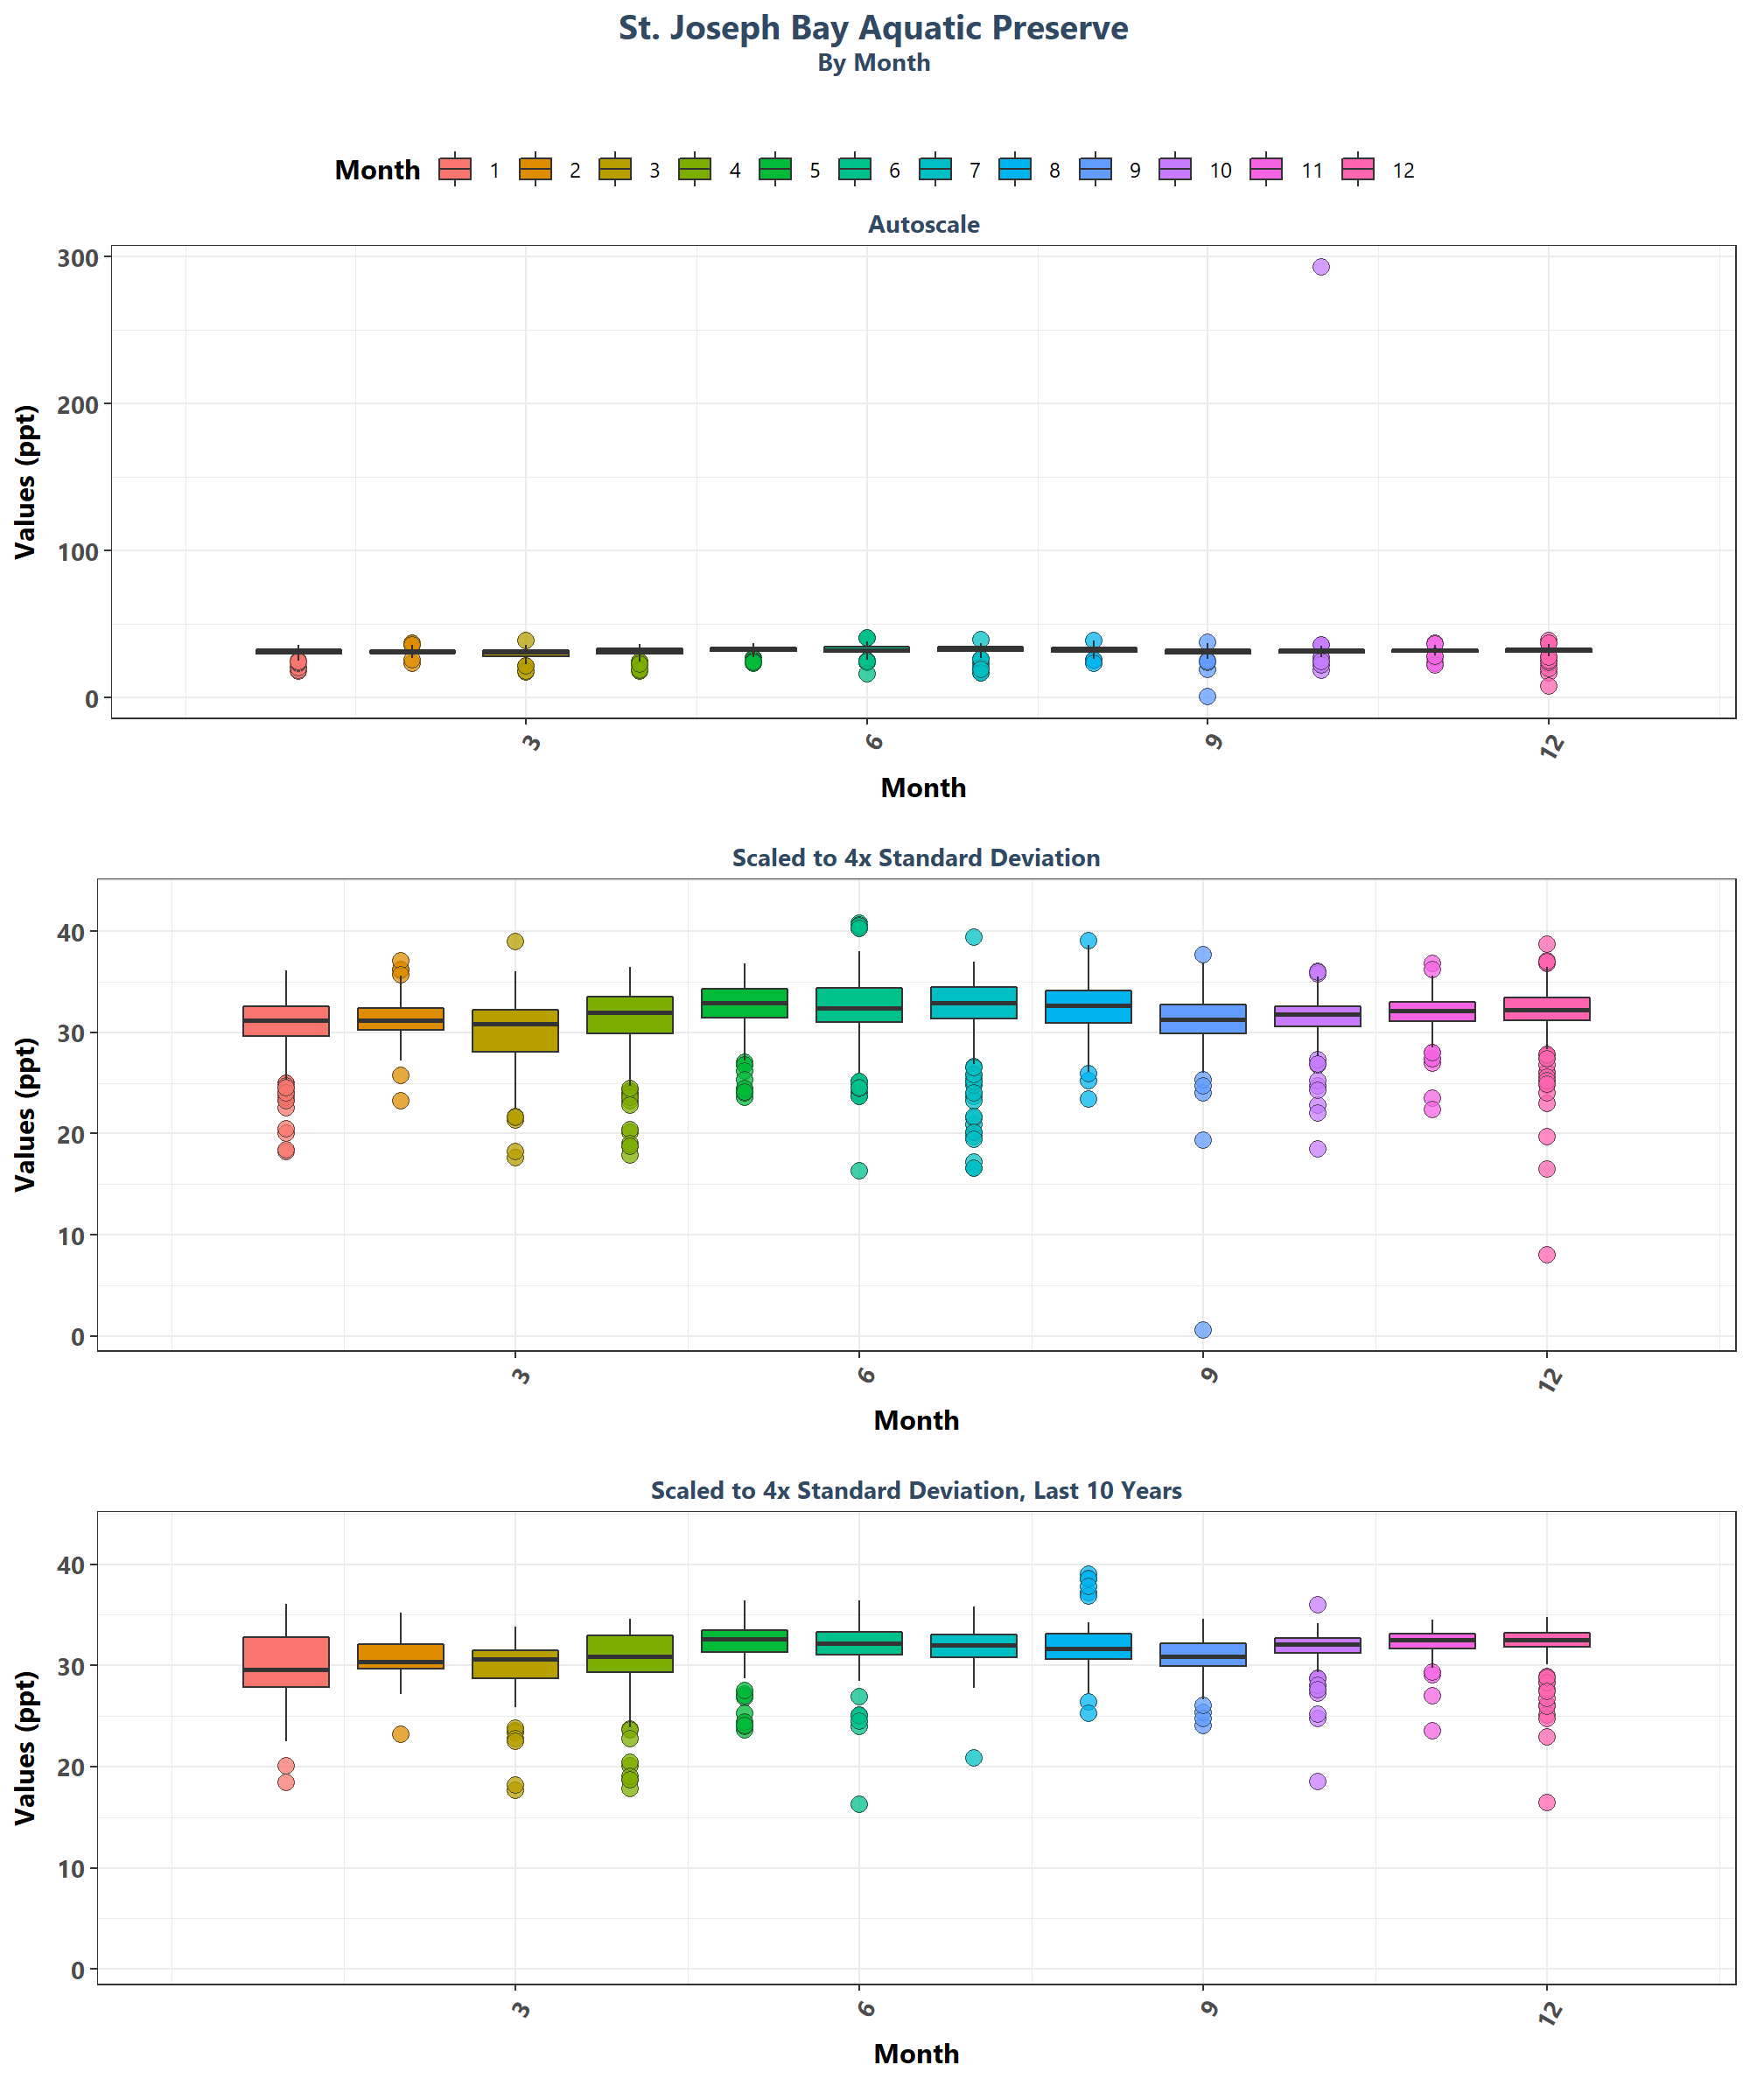 St. Joseph Bay Aquatic Preserve
By Month
Month 1 2 3 4 5 6 7 8 9 10 11 12
Autoscale
300
200
100
0
Values (ppt)
3 6 9 12
Month
Scaled to 4x Standard Deviation
40
30
20
10
0
Values (ppt)
3 6 9 12
Month
Scaled to 4x Standard Deviation, Last 10 Years
40
30
20
10
0
Values (ppt)
3 6 9 12
Month